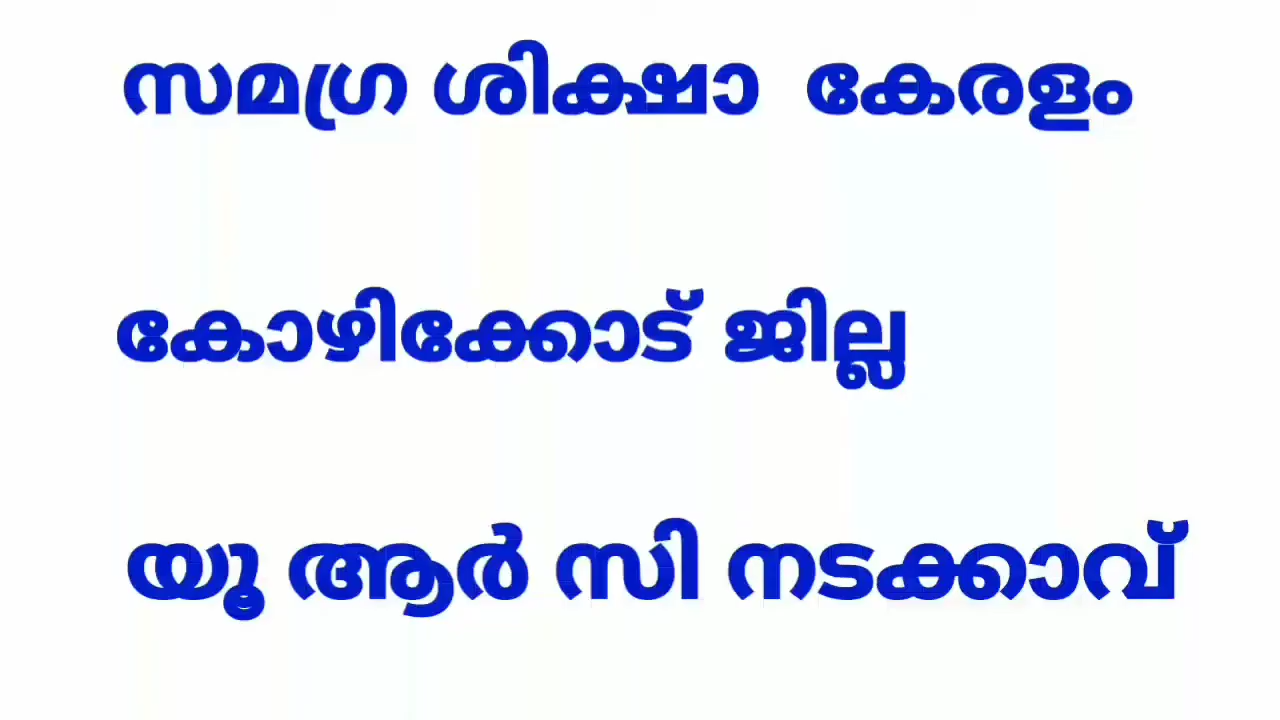 സമഗ്ര ശിക്ഷാ കേരളം
കോഴിക്കോട് ജില്ല
യൂ ആർ സി നടക്കാവ്